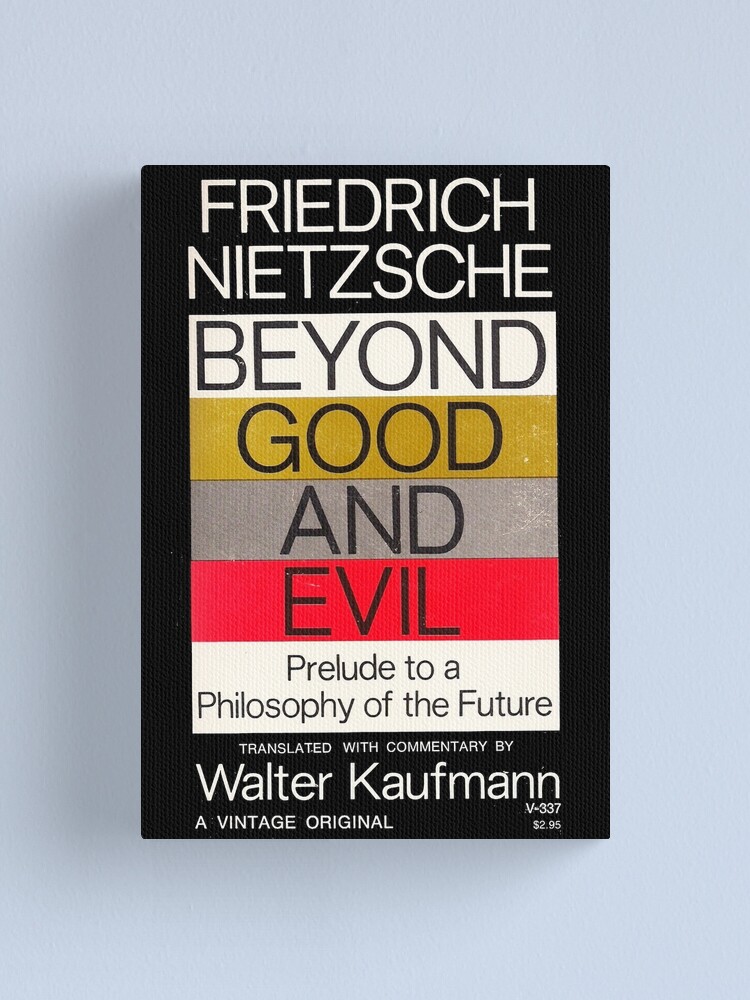 FRIEDRICH
NIETZSCHE
BEYOND
GOOD
AND
EVIL
Prelude to a
Philosophy of the Future
TRANSLATED WITH COMMENTARY BY
Walter Kaufmann
V-337
A VINTAGE ORIGINAL
$2.95